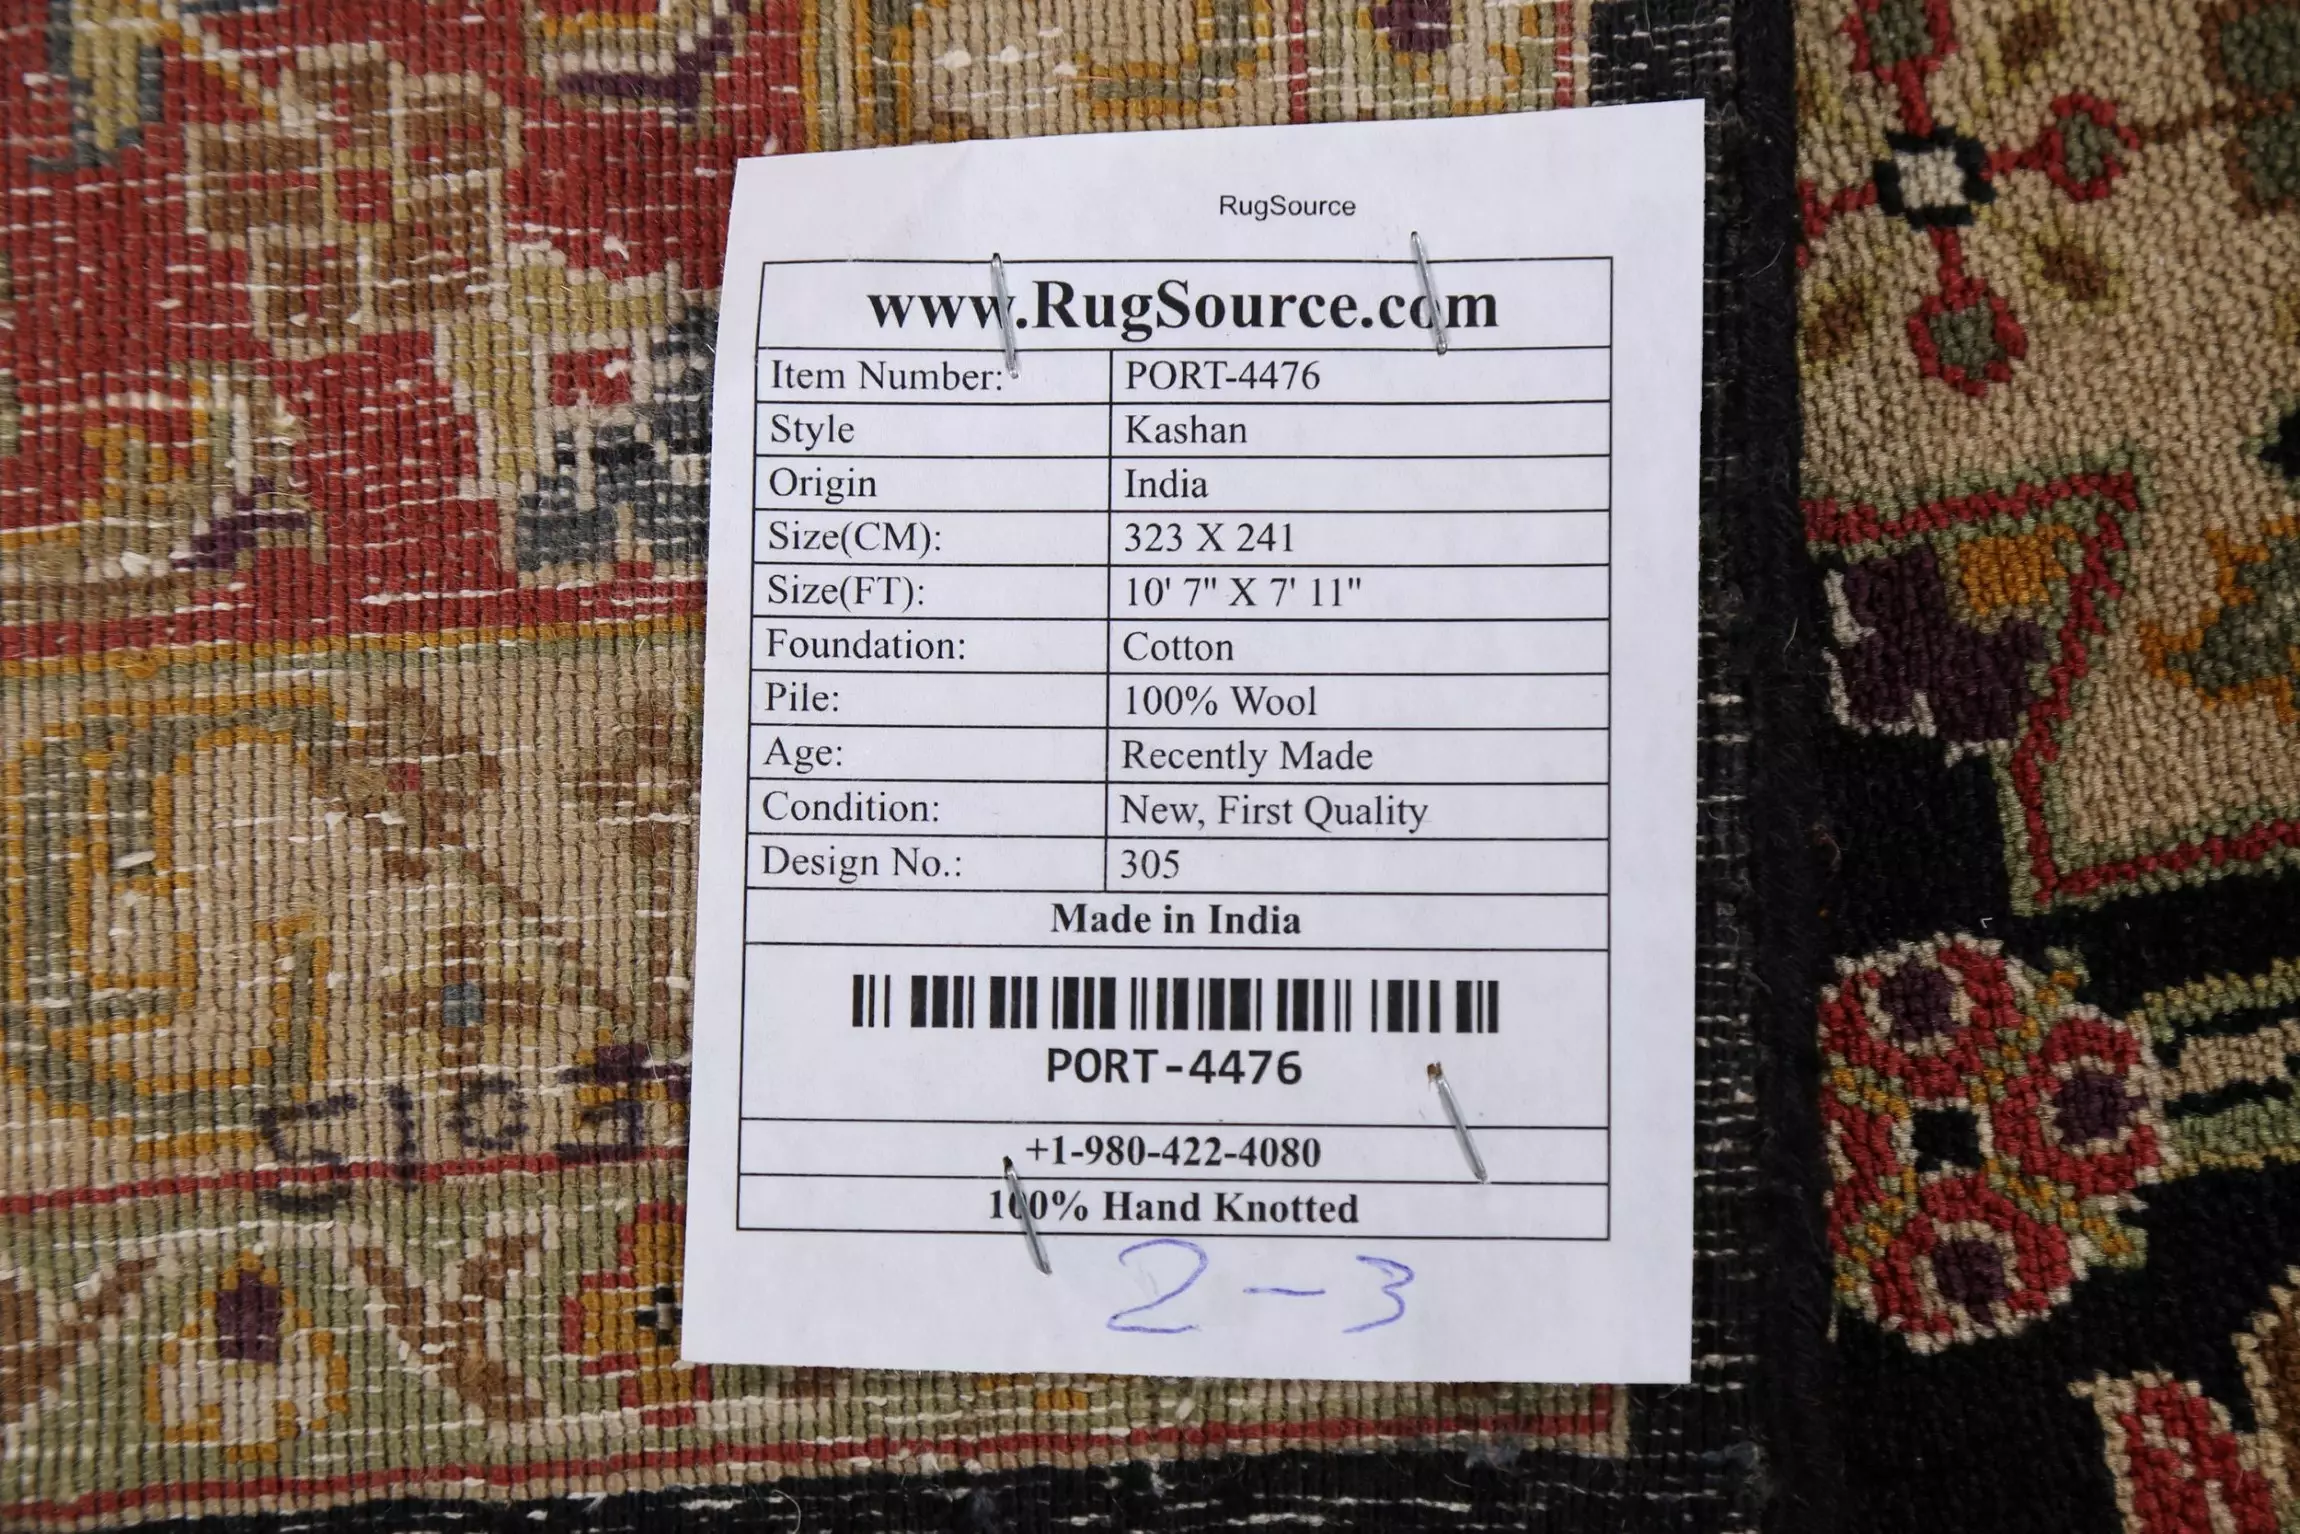 RugSource
www.RugSource.com
Item Number: PORT-4476
Style Kashan
Origin India
Size(CM): 323 X 241
Size(FT): 10' 7" X 7' 11"
Foundation: Cotton
Pile: 100% Wool
Age: Recently Made
Condition: New, First Quality
Design No.: 305
Made in India
PORT-4476
+1-980-422-4080
100% Hand Knotted
2-3